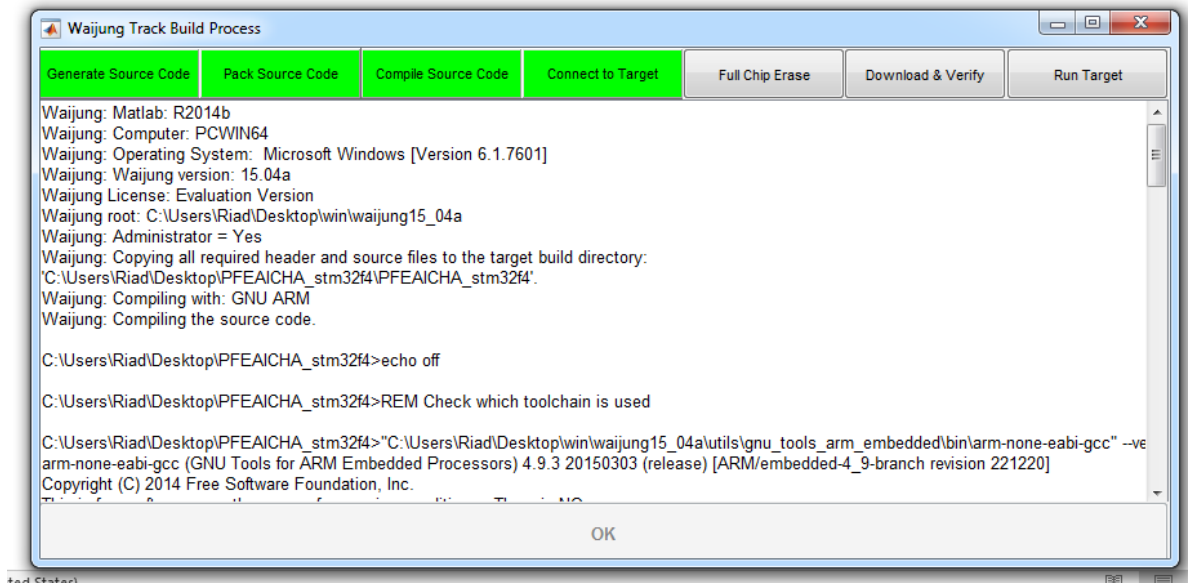 Waijung Track Build Process
Generate Source Code Pack Source Code Compile Source Code Connect to Target Full Chip Erase Download & Verify Run Target
Waijung: Matlab: R2014b
Waijung: Computer: PCWIN64
Waijung: Operating System:  Microsoft Windows [Version 6.1.7601]
Waijung: Waijung version: 15.04a
Waijung License: Evaluation Version
Waijung root: C:\Users\Riad\Desktop\win\waijung15_04a
Waijung: Administrator = Yes
Waijung: Copying all required header and source files to the target build directory:
'C:\Users\Riad\Desktop\PFEAICHA_stm32f4\PFEAICHA_stm32f4'.
Waijung: Compiling with: GNU ARM
Waijung: Compiling the source code.
C:\Users\Riad\Desktop\PFEAICHA_stm32f4>echo off
C:\Users\Riad\Desktop\PFEAICHA_stm32f4>REM Check which toolchain is used
C:\Users\Riad\Desktop\PFEAICHA_stm32f4>"C:\Users\Riad\Desktop\win\waijung15_04a\utils\gnu_tools_arm_embedded\bin\arm-none-eabi-gcc" --ve
arm-none-eabi-gcc (GNU Tools for ARM Embedded Processors) 4.9.3 20150303 (release) [ARM/embedded-4_9-branch revision 221220]
Copyright (C) 2014 Free Software Foundation, Inc.
OK